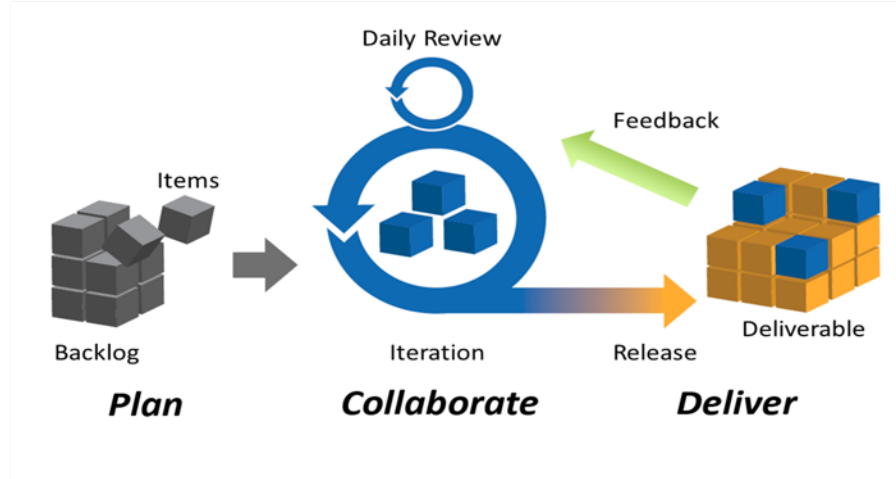 Daily Review
Feedback
Items
Backlog
Iteration
Release
Deliverable
Plan
Collaborate
Deliver